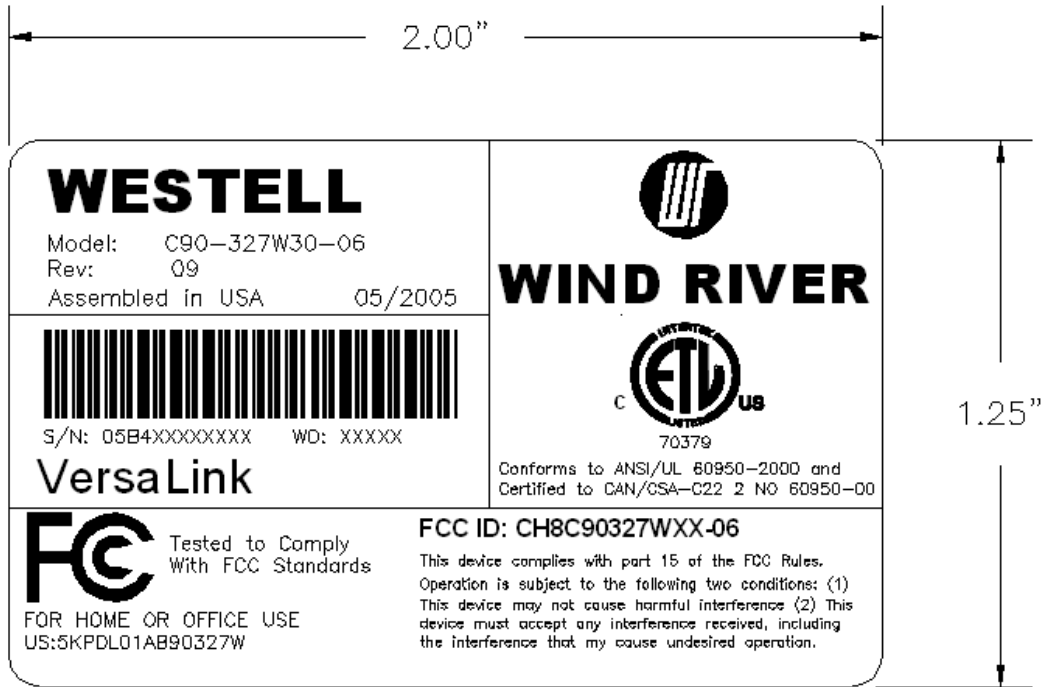 2.00"
WESTELL
Model: C90-327W30-06
Rev: 09
Assembled in USA 05/2005
S/N: 05B4XXXXXXXX WO: XXXXX
VersaLink
WIND RIVER
INTERTEK
ETL
LISTED
C US
70379
Conforms to ANSI/UL 60950-2000 and
Certified to CAN/CSA-C22 2 NO 60950-00
1.25"
FC
Tested to Comply
With FCC Standards
FOR HOME OR OFFICE USE
US:5KPDL01AB90327W
FCC ID: CH8C90327WXX-06
This device complies with part 15 of the FCC Rules.
Operation is subject to the following two conditions: (1)
This device may not cause harmful interference (2) This
device must accept any interference received, including
the interference that my cause undesired operation.